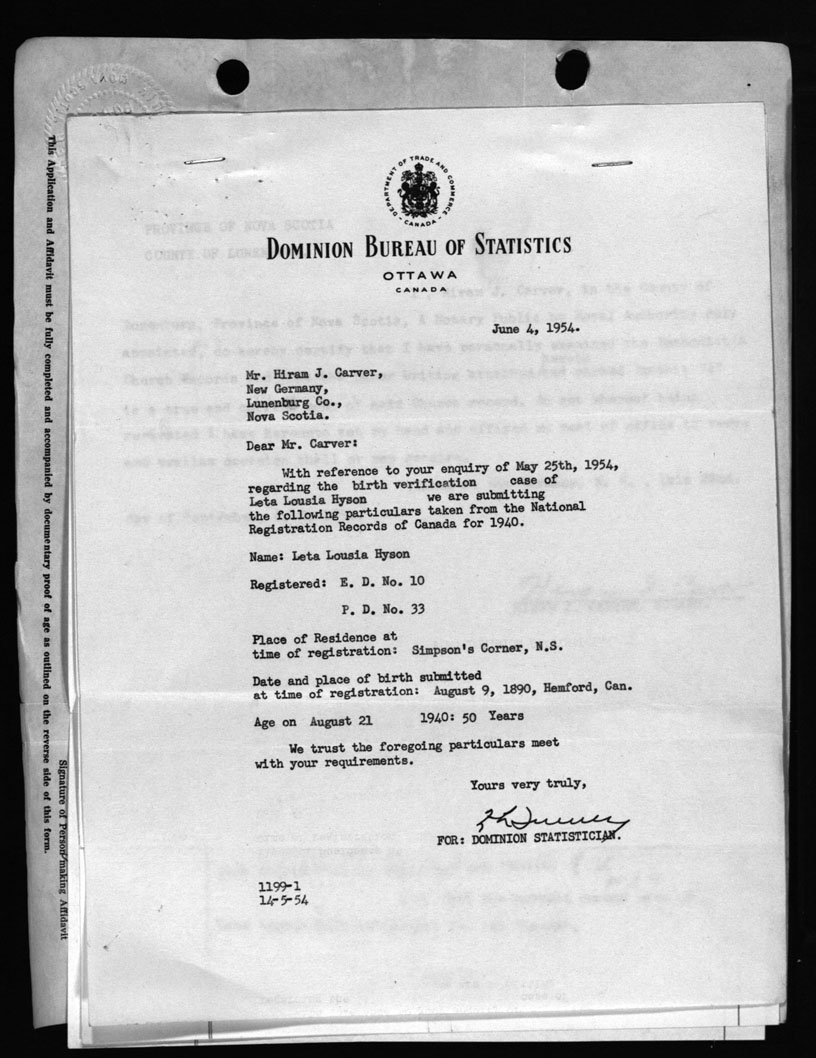 DEPARTMENT OF TRADE AND COMMERCE
CANADA
DOMINION BUREAU OF STATISTICS
OTTAWA
CANADA
June 4, 1954.
Mr. Hiram J. Carver,
New Germany,
Lunenburg Co.,
Nova Scotia.
Dear Mr. Carver:
With reference to your enquiry of May 25th, 1954,
regarding the birth verification case of
Leta Lousia Hyson we are submitting
the following particulars taken from the National
Registration Records of Canada for 1940.
Name: Leta Lousia Hyson
Registered: E. D. No. 10
P. D. No. 33
Place of Residence at
time of registration: Simpson's Corner, N.S.
Date and place of birth submitted
at time of registration: August 9, 1890, Hemford, Can.
Age on August 21 1940: 50 Years
We trust the foregoing particulars meet
with your requirements.
Yours very truly,
FOR: DOMINION STATISTICIAN.
1199-1
14-5-54
This Application and Affidavit must be fully completed and accompanied by documentary proof of age as outlined on the reverse side of this form.
Signature of Person making Affidavit
PROVINCE OF NOVA SCOTIA